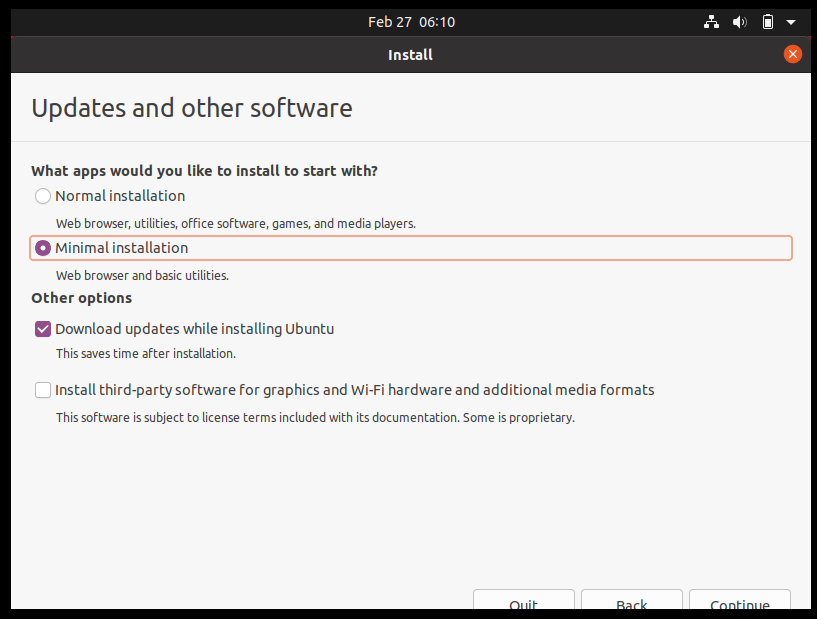 Feb 27 06:10
Install
Updates and other software
What apps would you like to install to start with?
Normal installation
Web browser, utilities, office software, games, and media players.
Minimal installation
Web browser and basic utilities.
Other options
Download updates while installing Ubuntu
This saves time after installation.
Install third-party software for graphics and Wi-Fi hardware and additional media formats
This software is subject to license terms included with its documentation. Some is proprietary.
Quit Back Continue